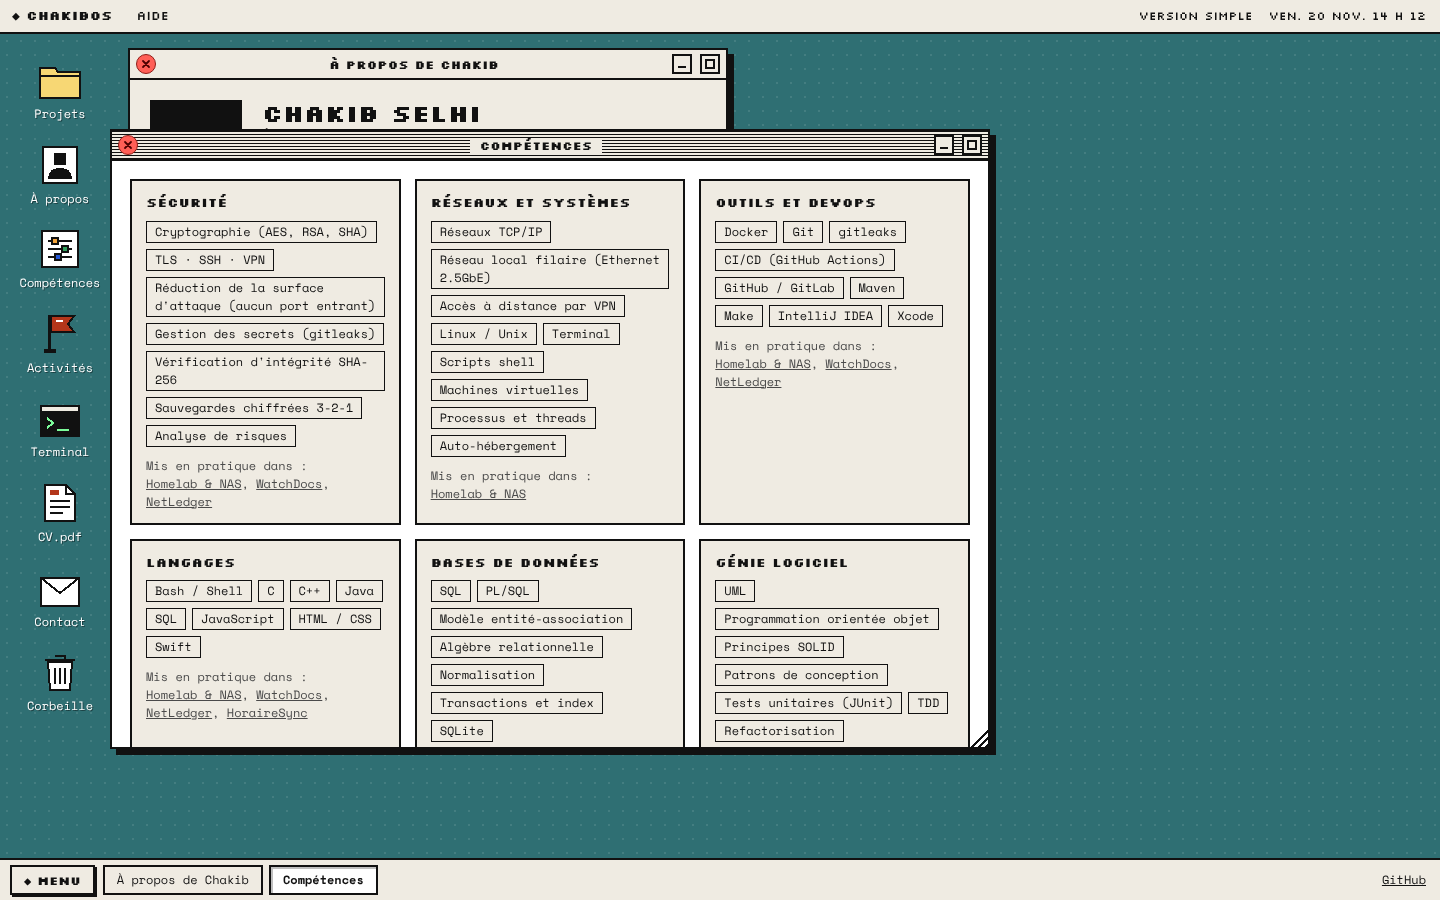 ◆ CHAKIBOS AIDE VERSION SIMPLE VEN. 20 NOV. 14 H 12
Projets
À propos
Compétences
Activités
Terminal
CV.pdf
Contact
Corbeille
À PROPOS DE CHAKIB
CHAKIB SELHI
COMPÉTENCES
SÉCURITÉ
Cryptographie (AES, RSA, SHA)
TLS · SSH · VPN
Réduction de la surface
d'attaque (aucun port entrant)
Gestion des secrets (gitleaks)
Vérification d'intégrité SHA-
256
Sauvegardes chiffrées 3-2-1
Analyse de risques
Mis en pratique dans :
Homelab & NAS, WatchDocs,
NetLedger
RÉSEAUX ET SYSTÈMES
Réseaux TCP/IP
Réseau local filaire (Ethernet
2.5GbE)
Accès à distance par VPN
Linux / Unix Terminal
Scripts shell
Machines virtuelles
Processus et threads
Auto-hébergement
Mis en pratique dans :
Homelab & NAS
OUTILS ET DEVOPS
Docker Git gitleaks
CI/CD (GitHub Actions)
GitHub / GitLab Maven
Make IntelliJ IDEA Xcode
Mis en pratique dans :
Homelab & NAS, WatchDocs,
NetLedger
LANGAGES
Bash / Shell C C++ Java
SQL JavaScript HTML / CSS
Swift
Mis en pratique dans :
Homelab & NAS, WatchDocs,
NetLedger, HoraireSync
BASES DE DONNÉES
SQL PL/SQL
Modèle entité-association
Algèbre relationnelle
Normalisation
Transactions et index
SQLite
GÉNIE LOGICIEL
UML
Programmation orientée objet
Principes SOLID
Patrons de conception
Tests unitaires (JUnit) TDD
Refactorisation
◆ MENU À propos de Chakib Compétences GitHub